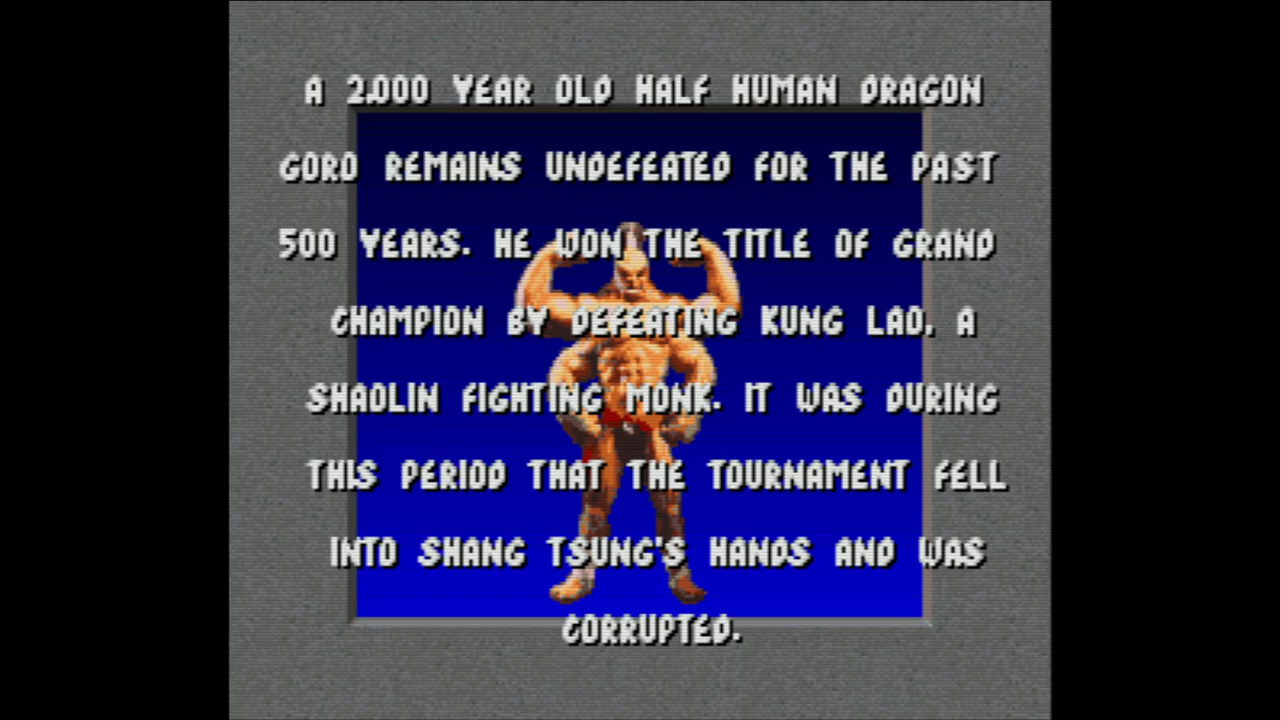 A 2,000 YEAR OLD HALF HUMAN DRAGON
GORO REMAINS UNDEFEATED FOR THE PAST
500 YEARS. HE WON THE TITLE OF GRAND
CHAMPION BY DEFEATING KUNG LAO, A
SHAOLIN FIGHTING MONK. IT WAS DURING
THIS PERIOD THAT THE TOURNAMENT FELL
INTO SHANG TSUNG'S HANDS AND WAS
CORRUPTED.